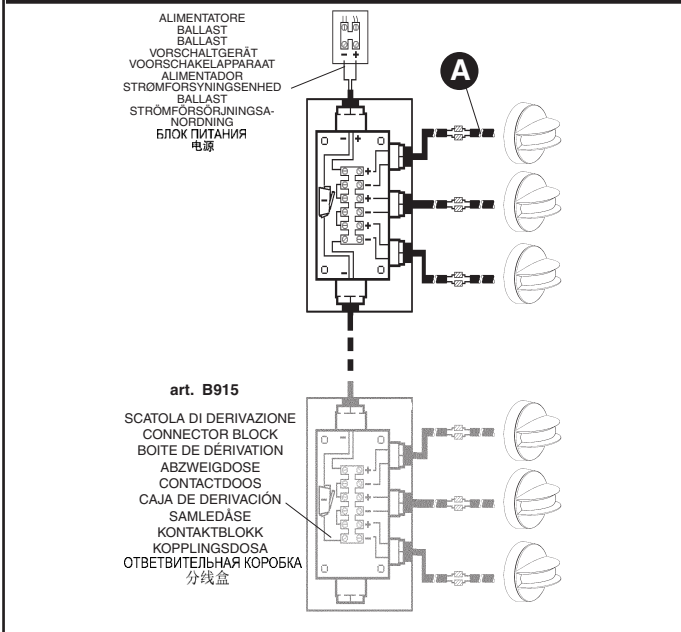 ALIMENTATORE
BALLAST
BALLAST
VORSCHALTGERÄT
VOORSCHAKELAPPARAAT
ALIMENTADOR
STRØMFORSYNINGSENHED
BALLAST
STRÖMFÖRSÖRJNINGSA-
NORDNING
БЛОК ПИТАНИЯ
电源
- +
A
- +
+
-
+
-
+
-
-
art. B915
SCATOLA DI DERIVAZIONE
CONNECTOR BLOCK
BOITE DE DÉRIVATION
ABZWEIGDOSE
CONTACTDOOS
CAJA DE DERIVACIÓN
SAMLEDÅSE
KONTAKTBLOKK
KOPPLINGSDOSA
ОТВЕТВИТЕЛЬНАЯ КОРОБКА
分线盒
-
+
-
+
-
+
-